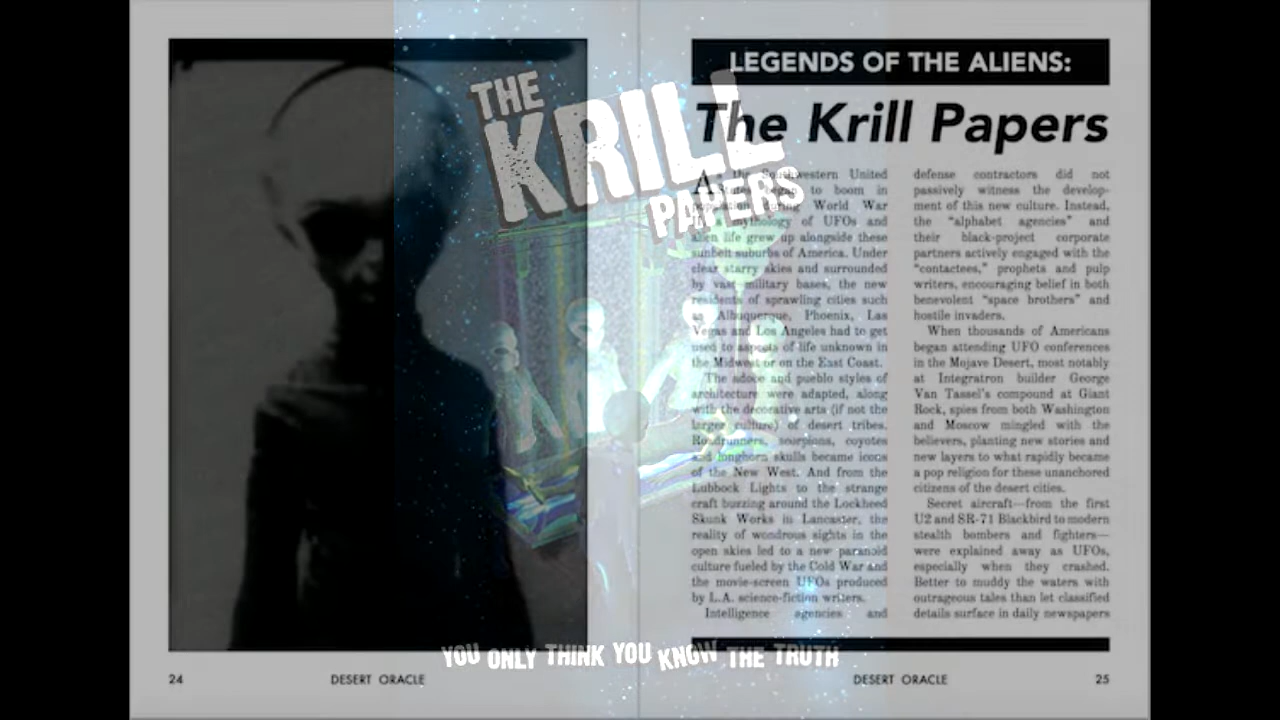 THE
KRILL
PAPERS
YOU ONLY THINK YOU KNOW THE TRUTH
24
DESERT ORACLE
LEGENDS OF THE ALIENS:
The Krill Papers
As the Southwestern United
States began to boom in
population during World War
a mythology of UFOs and
alien life grew up alongside these
sunbelt suburbs of America. Under
clear starry skies and surrounded
by vast military bases, the new
residents of sprawling cities such
as Albuquerque, Phoenix, Las
Vegas and Los Angeles had to get
used to aspects of life unknown in
the Midwest or on the East Coast.
The adobe and pueblo styles of
architecture were adapted, along
with the decorative arts (if not the
larger culture) of desert tribes.
Roadrunners, scorpions, coyotes
and longhorn skulls became icons
of the New West. And from the
Lubbock Lights to the strange
craft buzzing around the Lockheed
Skunk Works in Lancaster, the
reality of wondrous sights in the
open skies led to a new paranoid
culture fueled by the Cold War and
the movie-screen UFOs produced
by L.A. science-fiction writers.
Intelligence agencies and
defense contractors did not
passively witness the develop-
ment of this new culture. Instead,
the “alphabet agencies” and
their black-project corporate
partners actively engaged with the
“contactees,” prophets and pulp
writers, encouraging belief in both
benevolent “space brothers” and
hostile invaders.
When thousands of Americans
began attending UFO conferences
in the Mojave Desert, most notably
at Integratron builder George
Van Tassel's compound at Giant
Rock, spies from both Washington
and Moscow mingled with the
believers, planting new stories and
new layers to what rapidly became
a pop religion for these unanchored
citizens of the desert cities.
Secret aircraft—from the first
U2 and SR-71 Blackbird to modern
stealth bombers and fighters—
were explained away as UFOs,
especially when they crashed.
Better to muddy the waters with
outrageous tales than let classified
details surface in daily newspapers
DESERT ORACLE
25